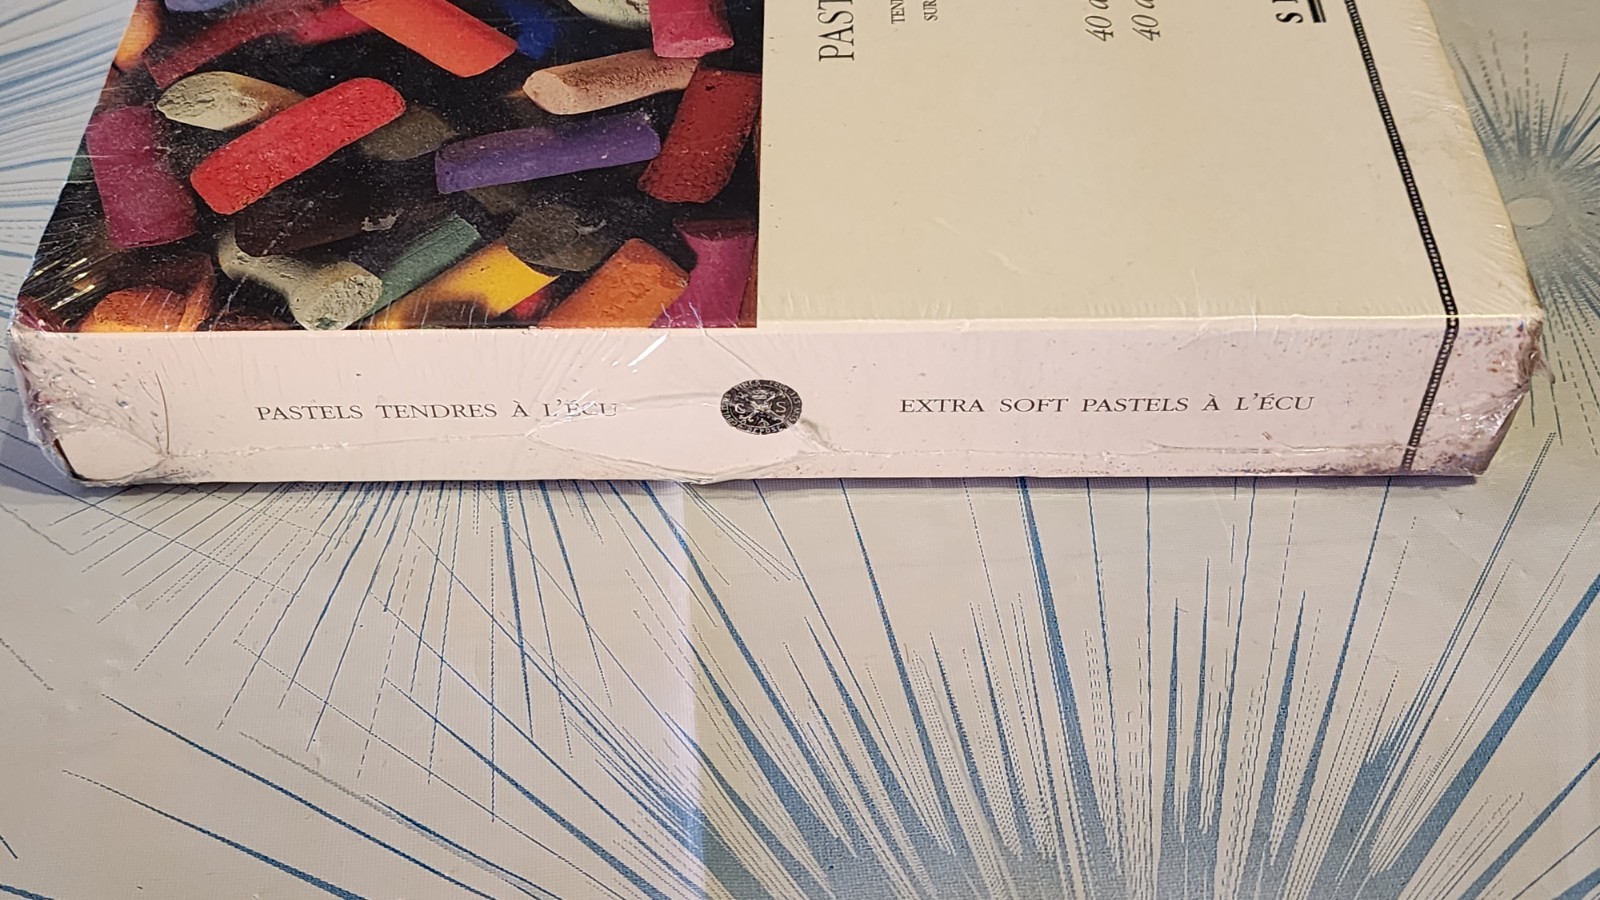 PASTELS TENDRES À L'ÉCU
EXTRA SOFT PASTELS À L'ÉCU
PAST
TEN
SUR
40
40